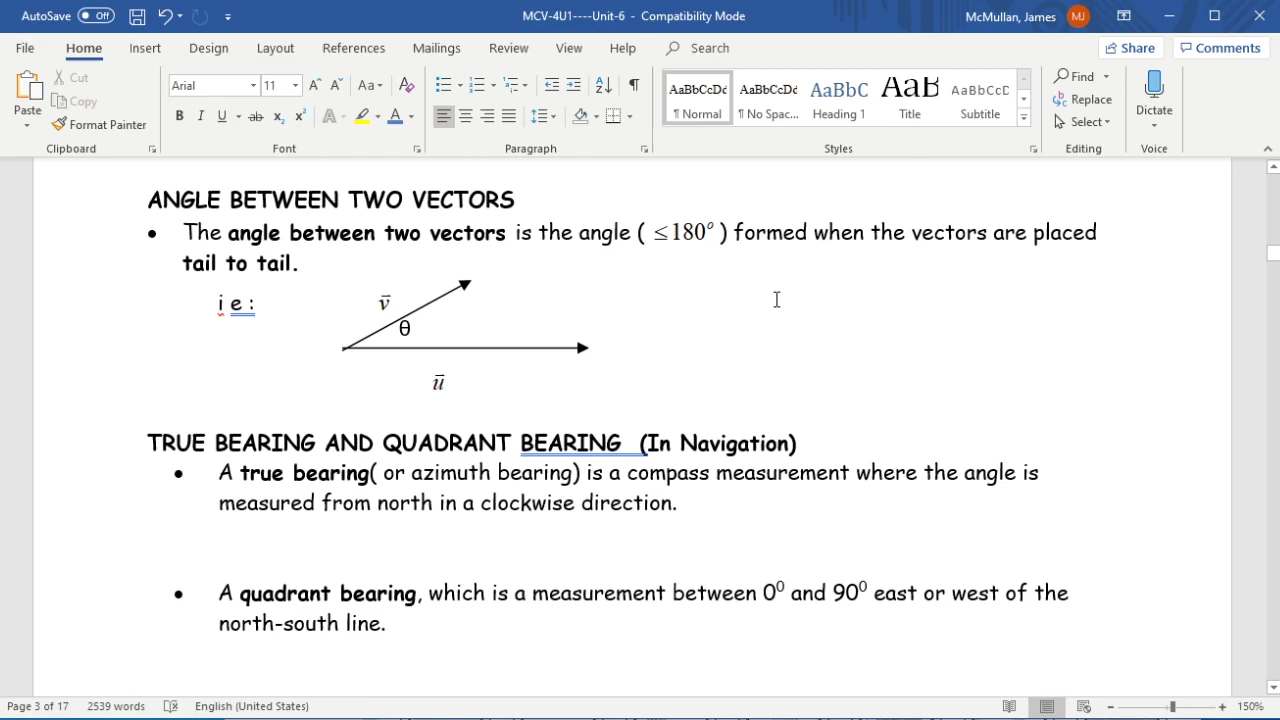 AutoSave Off MCV-4U1----Unit-6 - Compatibility Mode McMullan, James MJ
File Home Insert Design Layout References Mailings Review View Help Search Share Comments
Paste Cut Copy Format Painter Clipboard
Arial 11 Aa B I U ab x₂ x² A A Font
Paragraph
AaBbCcDd ¶ Normal AaBbCcDd ¶ No Spac... AaBbC Heading 1 AaB Title AaBbCcD Subtitle Styles
Find Replace Select Editing
Dictate Voice
ANGLE BETWEEN TWO VECTORS
• The angle between two vectors is the angle ( ≤180° ) formed when the vectors are placed
tail to tail.
i e :
v⃗
θ
u⃗
TRUE BEARING AND QUADRANT BEARING (In Navigation)
• A true bearing( or azimuth bearing) is a compass measurement where the angle is
measured from north in a clockwise direction.
• A quadrant bearing, which is a measurement between 0⁰ and 90⁰ east or west of the
north-south line.
Page 3 of 17 2539 words English (United States) 150%